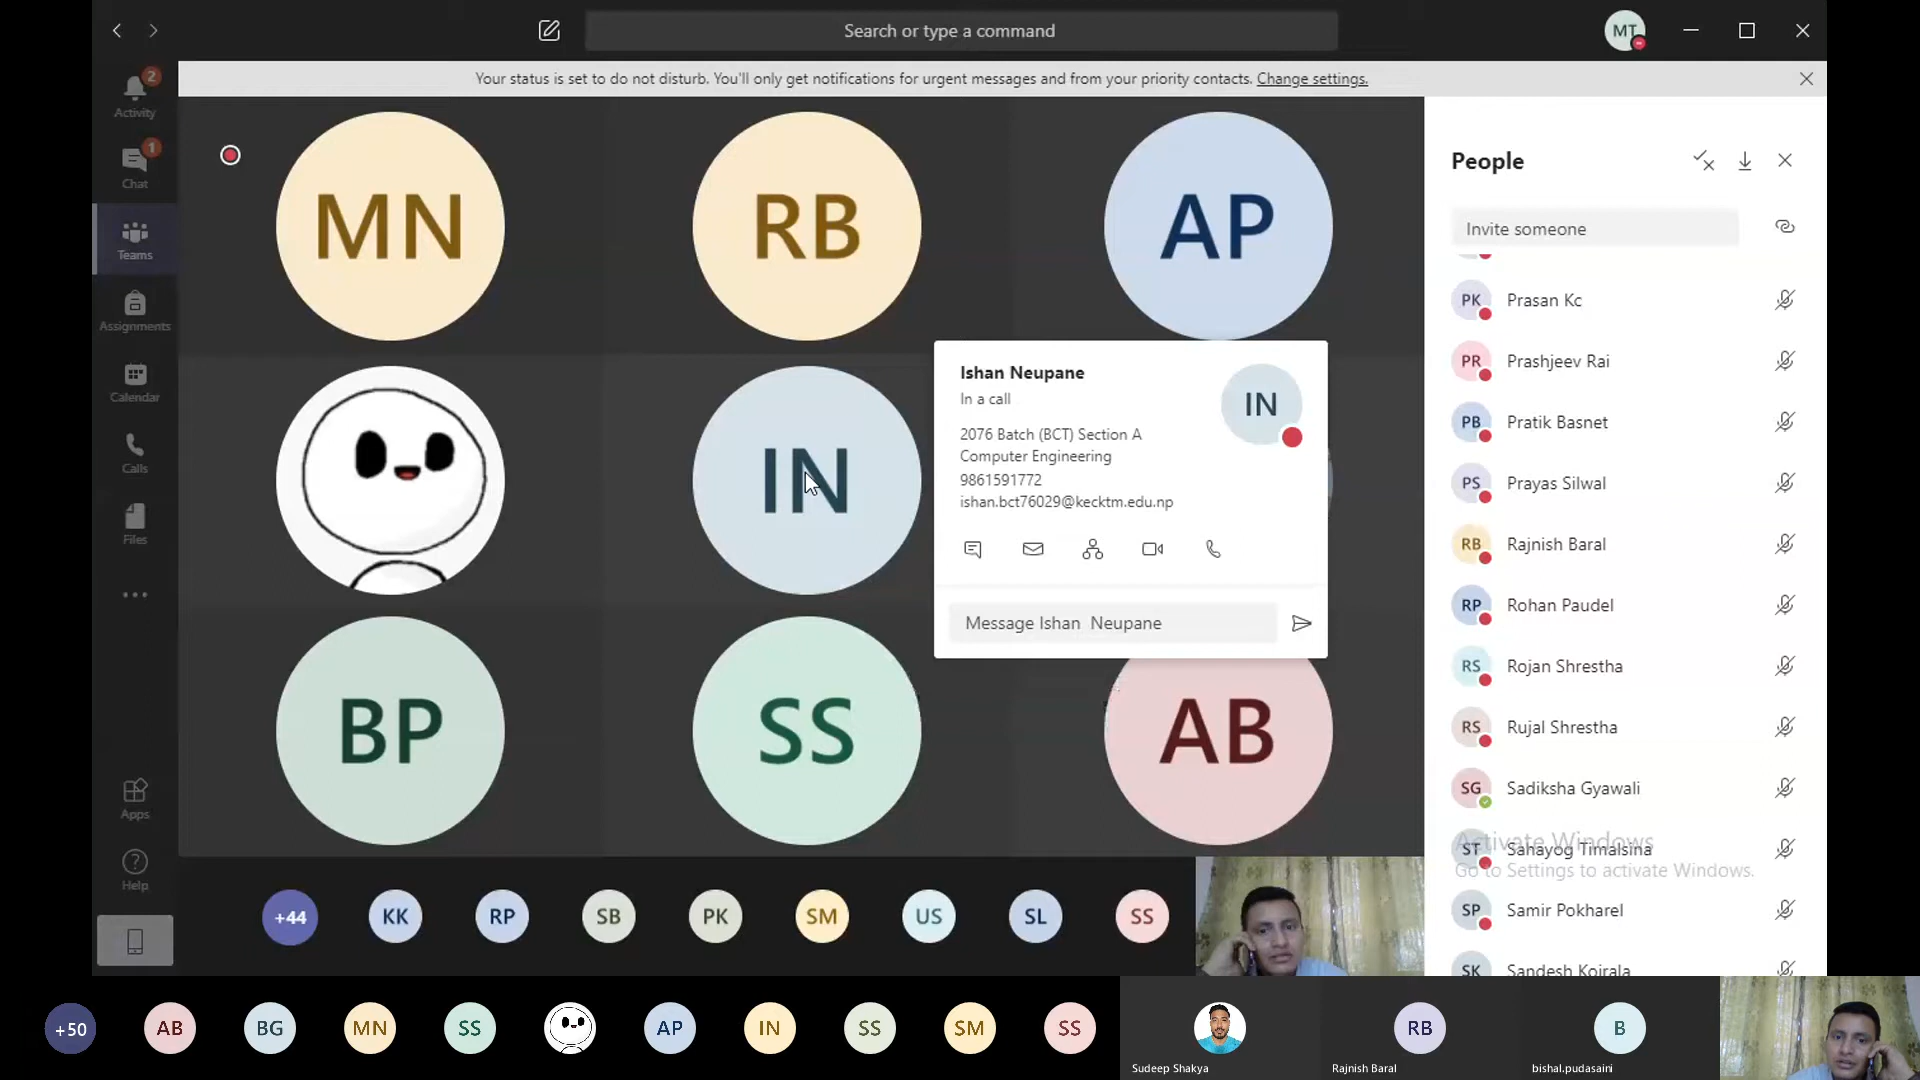 Search or type a command
MT
Your status is set to do not disturb. You'll only get notifications for urgent messages and from your priority contacts. Change settings.
2
Activity
1
Chat
Teams
Assignments
Calendar
Calls
Files
Apps
Help
MN
RB
AP
IN
BP
SS
AB
Ishan Neupane
In a call
IN
2076 Batch (BCT) Section A
Computer Engineering
9861591772
ishan.bct76029@kecktm.edu.np
Message Ishan Neupane
People
Invite someone
PK Prasan Kc
PR Prashjeev Rai
PB Pratik Basnet
PS Prayas Silwal
RB Rajnish Baral
RP Rohan Paudel
RS Rojan Shrestha
RS Rujal Shrestha
SG Sadiksha Gyawali
Activate Windows
ST Sahayog Timalsina
Go to Settings to activate Windows.
SP Samir Pokharel
SK Sandesh Koirala
+44 KK RP SB PK SM US SL SS
+50 AB BG MN SS AP IN SS SM SS RB B
Sudeep Shakya Rajnish Baral bishal.pudasaini